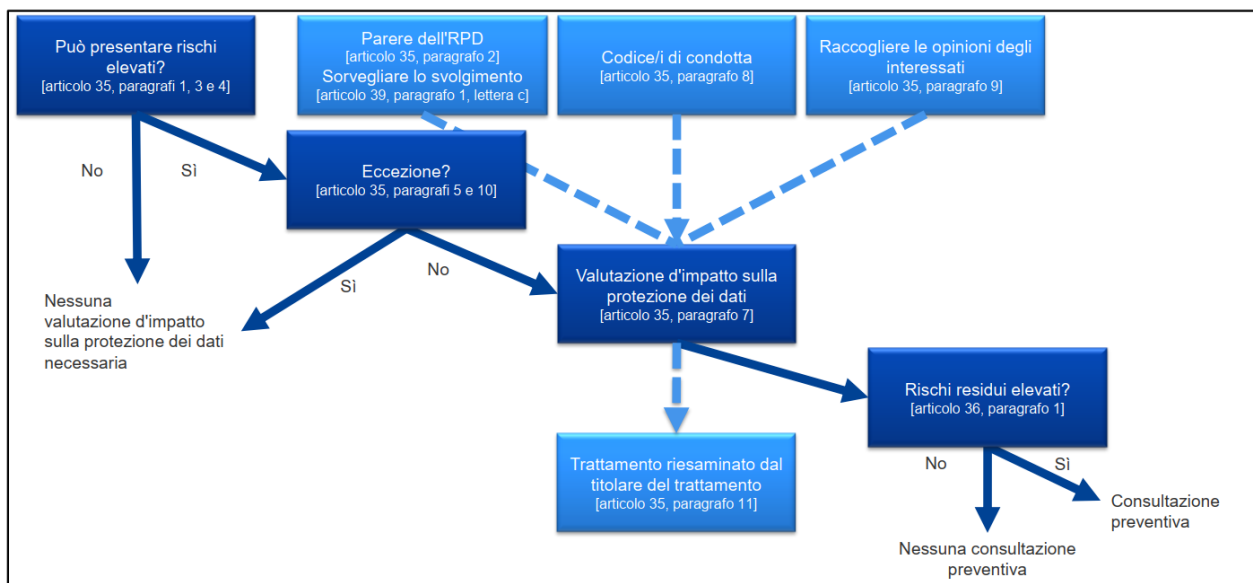 Può presentare rischi
elevati?
[articolo 35, paragrafi 1, 3 e 4]
Parere dell'RPD
[articolo 35, paragrafo 2]
Sorvegliare lo svolgimento
[articolo 39, paragrafo 1, lettera c]
Codice/i di condotta
[articolo 35, paragrafo 8]
Raccogliere le opinioni degli
interessati
[articolo 35, paragrafo 9]
No
Sì
Eccezione?
[articolo 35, paragrafi 5 e 10]
Sì
No
Nessuna
valutazione d'impatto
sulla protezione dei dati
necessaria
Valutazione d'impatto sulla
protezione dei dati
[articolo 35, paragrafo 7]
Rischi residui elevati?
[articolo 36, paragrafo 1]
Trattamento riesaminato dal
titolare del trattamento
[articolo 35, paragrafo 11]
No
Sì
Consultazione
preventiva
Nessuna consultazione
preventiva